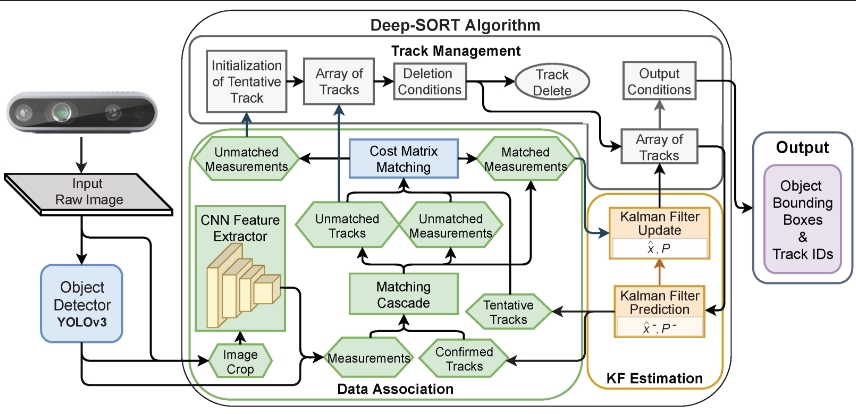 Deep-SORT Algorithm
Track Management
Initialization
of Tentative
Track
Array of
Tracks
Deletion
Conditions
Track
Delete
Output
Conditions
Array of
Tracks
Input
Raw Image
Object
Detector
YOLOv3
Unmatched
Measurements
Cost Matrix
Matching
Matched
Measurements
CNN Feature
Extractor
Unmatched
Tracks
Unmatched
Measurements
Matching
Cascade
Tentative
Tracks
Image
Crop
Measurements
Confirmed
Tracks
Data Association
Kalman Filter
Update
x̂, P
Kalman Filter
Prediction
x̂⁻, P⁻
KF Estimation
Output
Object
Bounding
Boxes
&
Track IDs